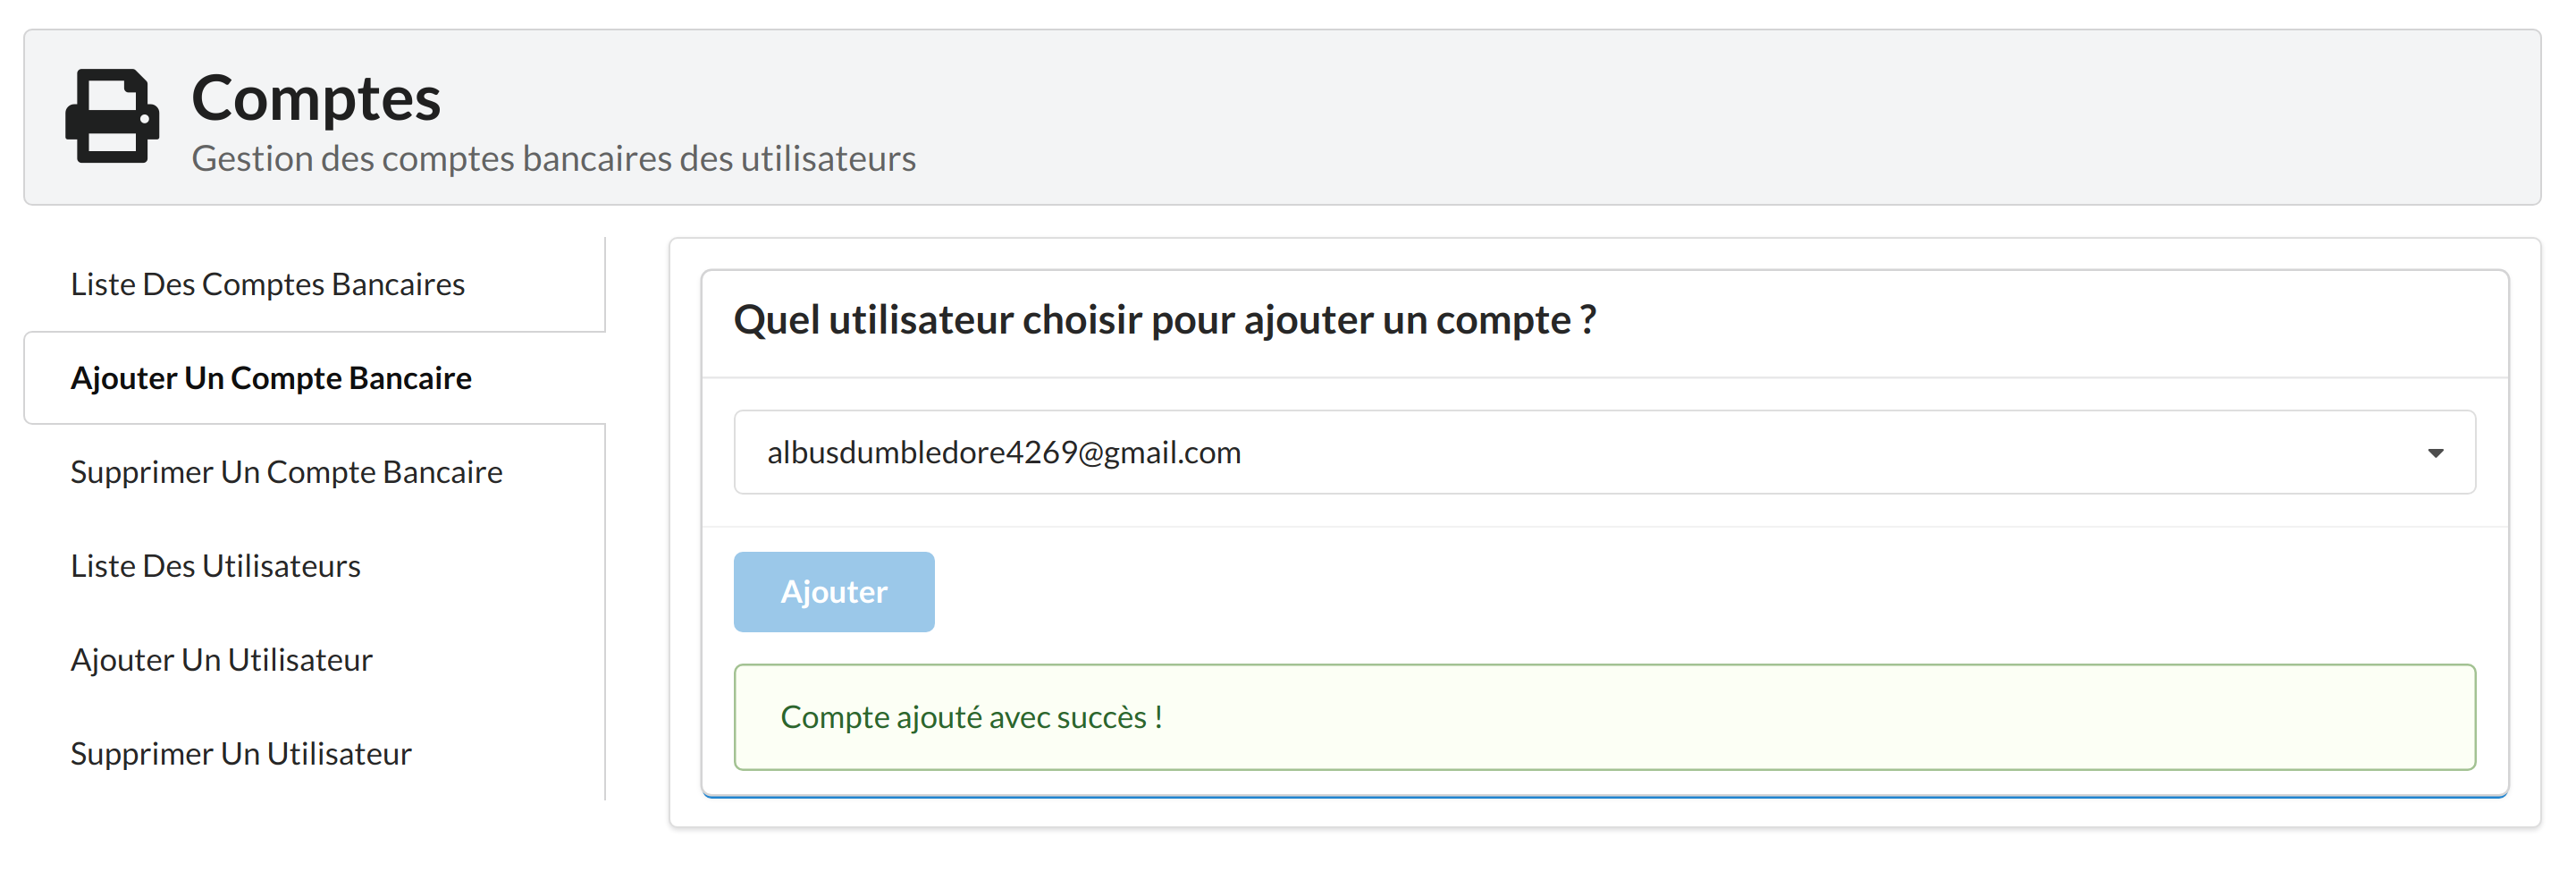 Comptes
Gestion des comptes bancaires des utilisateurs
Liste Des Comptes Bancaires
Ajouter Un Compte Bancaire
Supprimer Un Compte Bancaire
Liste Des Utilisateurs
Ajouter Un Utilisateur
Supprimer Un Utilisateur
Quel utilisateur choisir pour ajouter un compte ?
albusdumbledore4269@gmail.com
Ajouter
Compte ajouté avec succès !